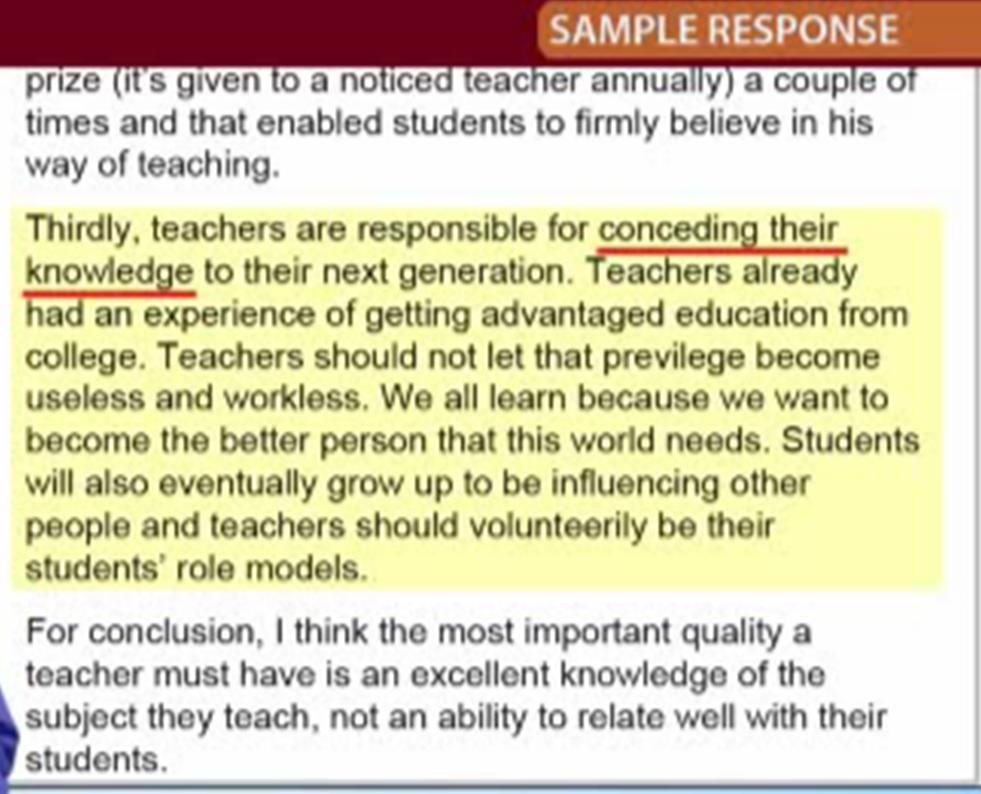 SAMPLE RESPONSE
prize (it's given to a noticed teacher annually) a couple of
times and that enabled students to firmly believe in his
way of teaching.
Thirdly, teachers are responsible for conceding their
knowledge to their next generation. Teachers already
had an experience of getting advantaged education from
college. Teachers should not let that previlege become
useless and workless. We all learn because we want to
become the better person that this world needs. Students
will also eventually grow up to be influencing other
people and teachers should volunteerily be their
students' role models.
For conclusion, I think the most important quality a
teacher must have is an excellent knowledge of the
subject they teach, not an ability to relate well with their
students.